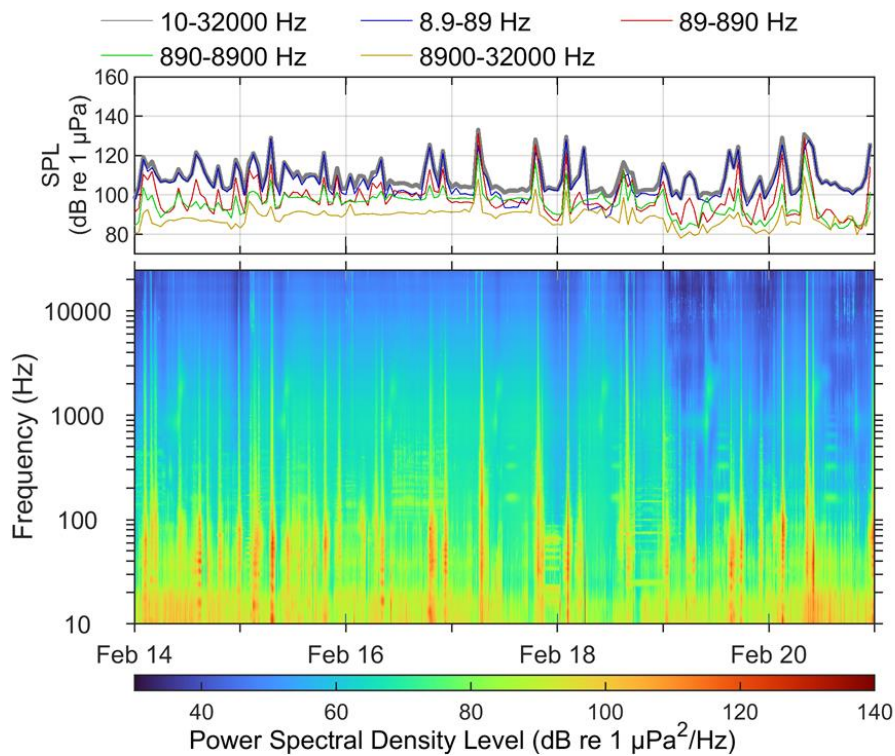 10-32000 Hz 8.9-89 Hz 89-890 Hz
890-8900 Hz 8900-32000 Hz
160
140
120
100
80
SPL
(dB re 1 µPa)
10000
1000
100
10
Frequency (Hz)
Feb 14 Feb 16 Feb 18 Feb 20
40 60 80 100 120 140
Power Spectral Density Level (dB re 1 µPa²/Hz)